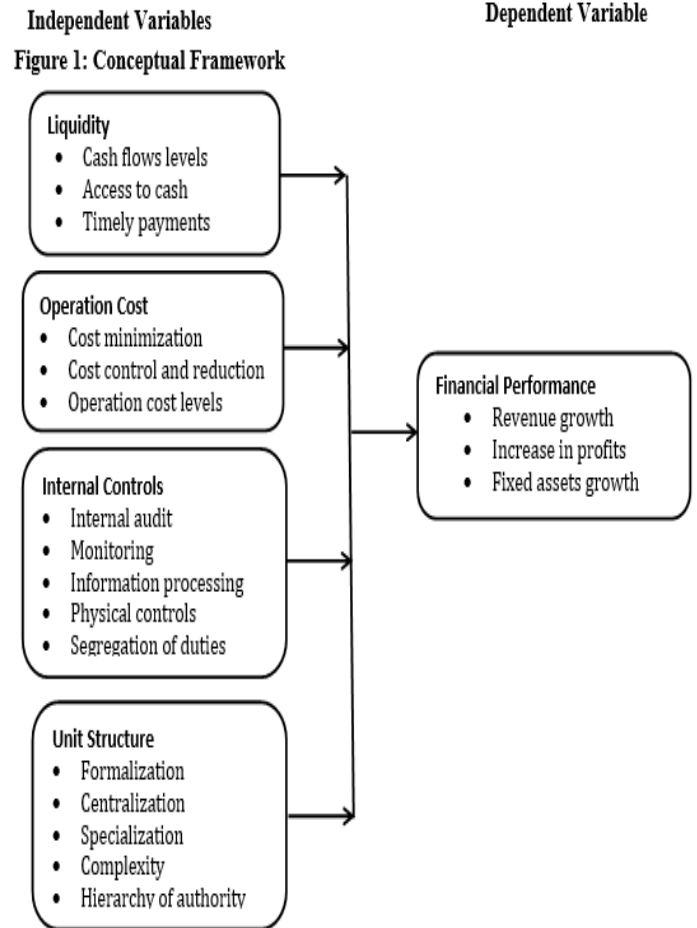 Independent Variables
Dependent Variable
Figure 1: Conceptual Framework
Liquidity
• Cash flows levels
• Access to cash
• Timely payments
Operation Cost
• Cost minimization
• Cost control and reduction
• Operation cost levels
Internal Controls
• Internal audit
• Monitoring
• Information processing
• Physical controls
• Segregation of duties
Unit Structure
• Formalization
• Centralization
• Specialization
• Complexity
• Hierarchy of authority
Financial Performance
• Revenue growth
• Increase in profits
• Fixed assets growth